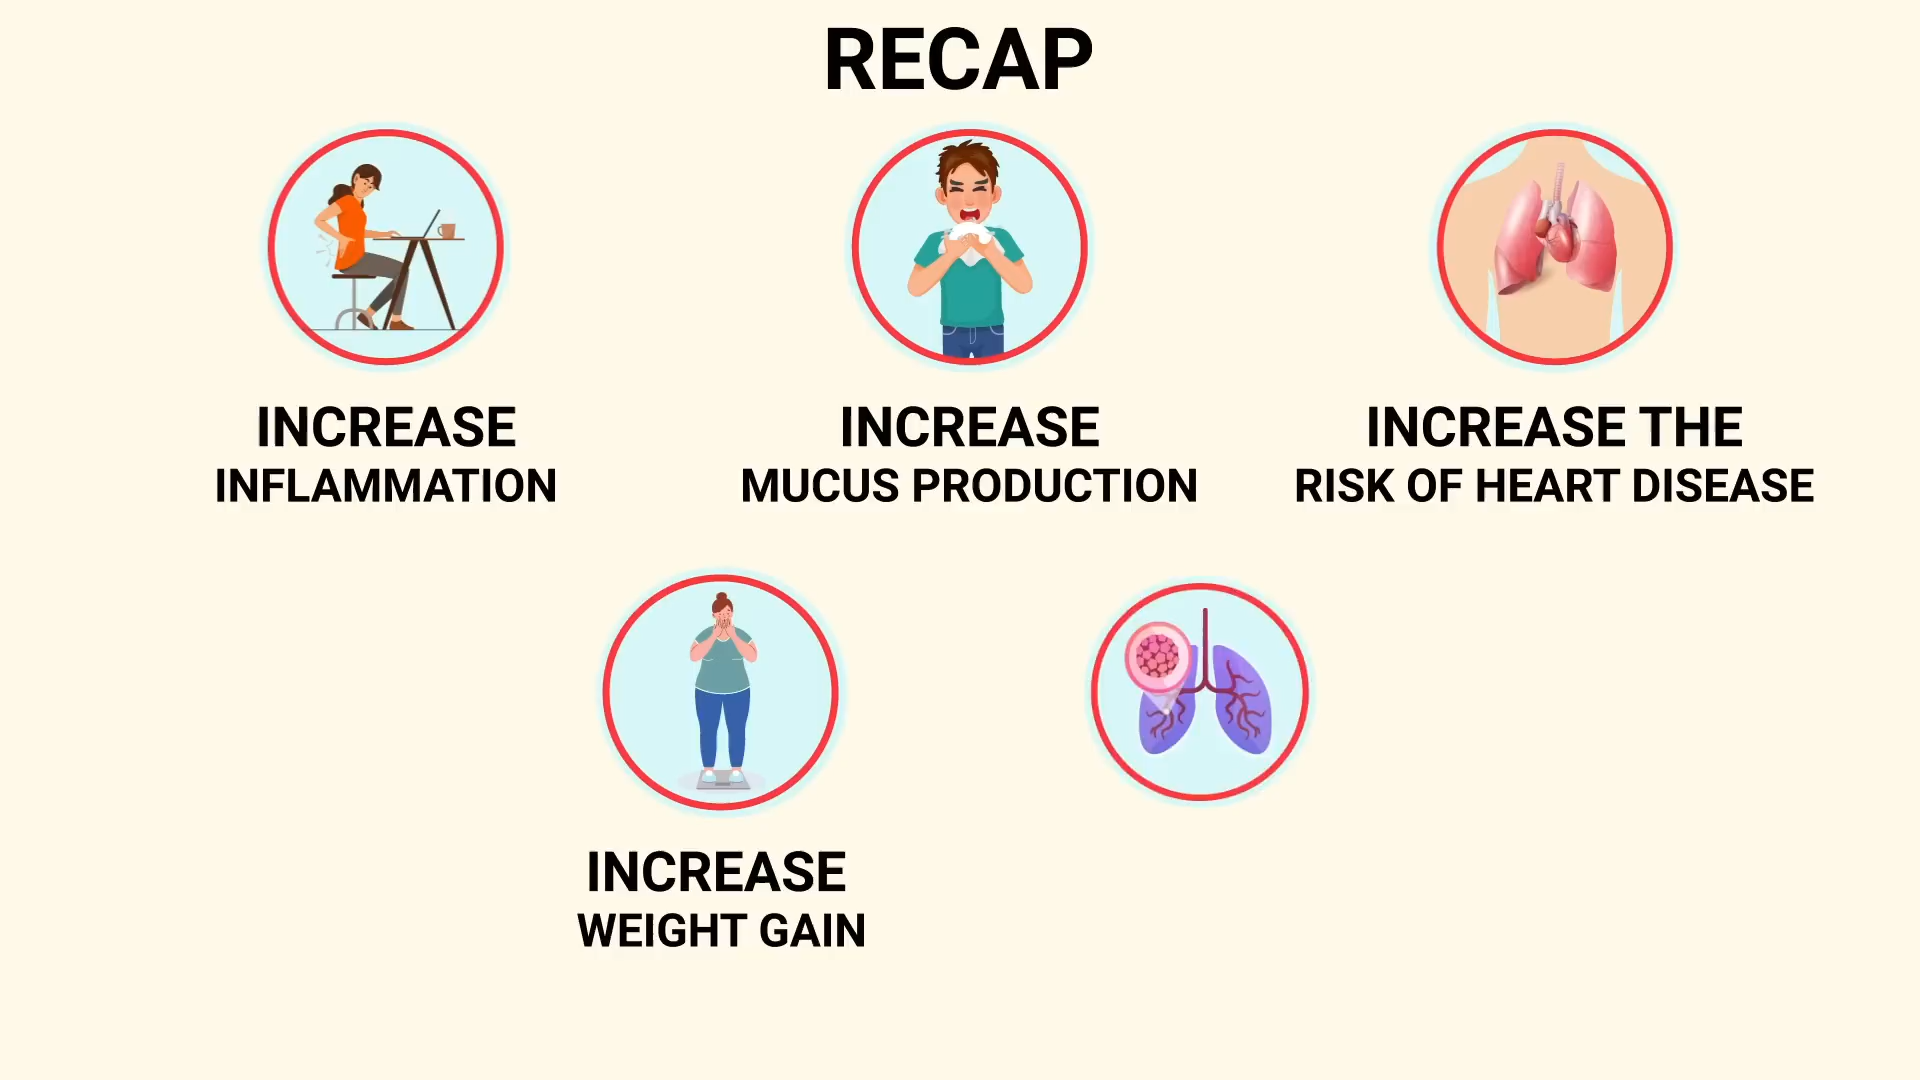 RECAP
INCREASE
INFLAMMATION
INCREASE
MUCUS PRODUCTION
INCREASE THE
RISK OF HEART DISEASE
INCREASE
WEIGHT GAIN